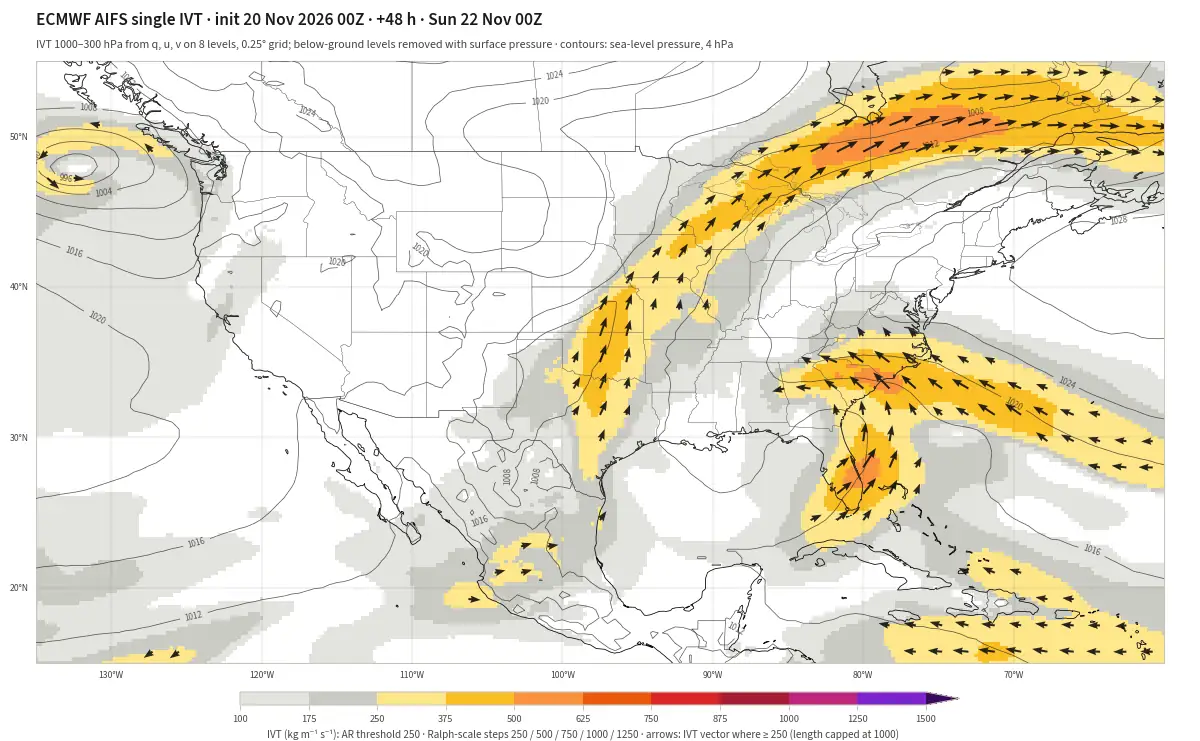 ECMWF AIFS single IVT · init 20 Nov 2026 00Z · +48 h · Sun 22 Nov 00Z
IVT 1000–300 hPa from q, u, v on 8 levels, 0.25° grid; below-ground levels removed with surface pressure · contours: sea-level pressure, 4 hPa
1024
1020
1024
1008
1008
50°N
1012
996
1004
1028
1016
1020
1020
40°N
1020
1024
1020
30°N
1008
1008
1016
1016
1016
20°N
1012
130°W 120°W 110°W 100°W 90°W 80°W 70°W
100 175 250 375 500 625 750 875 1000 1250 1500
IVT (kg m⁻¹ s⁻¹): AR threshold 250 · Ralph-scale steps 250 / 500 / 750 / 1000 / 1250 · arrows: IVT vector where ≥ 250 (length capped at 1000)